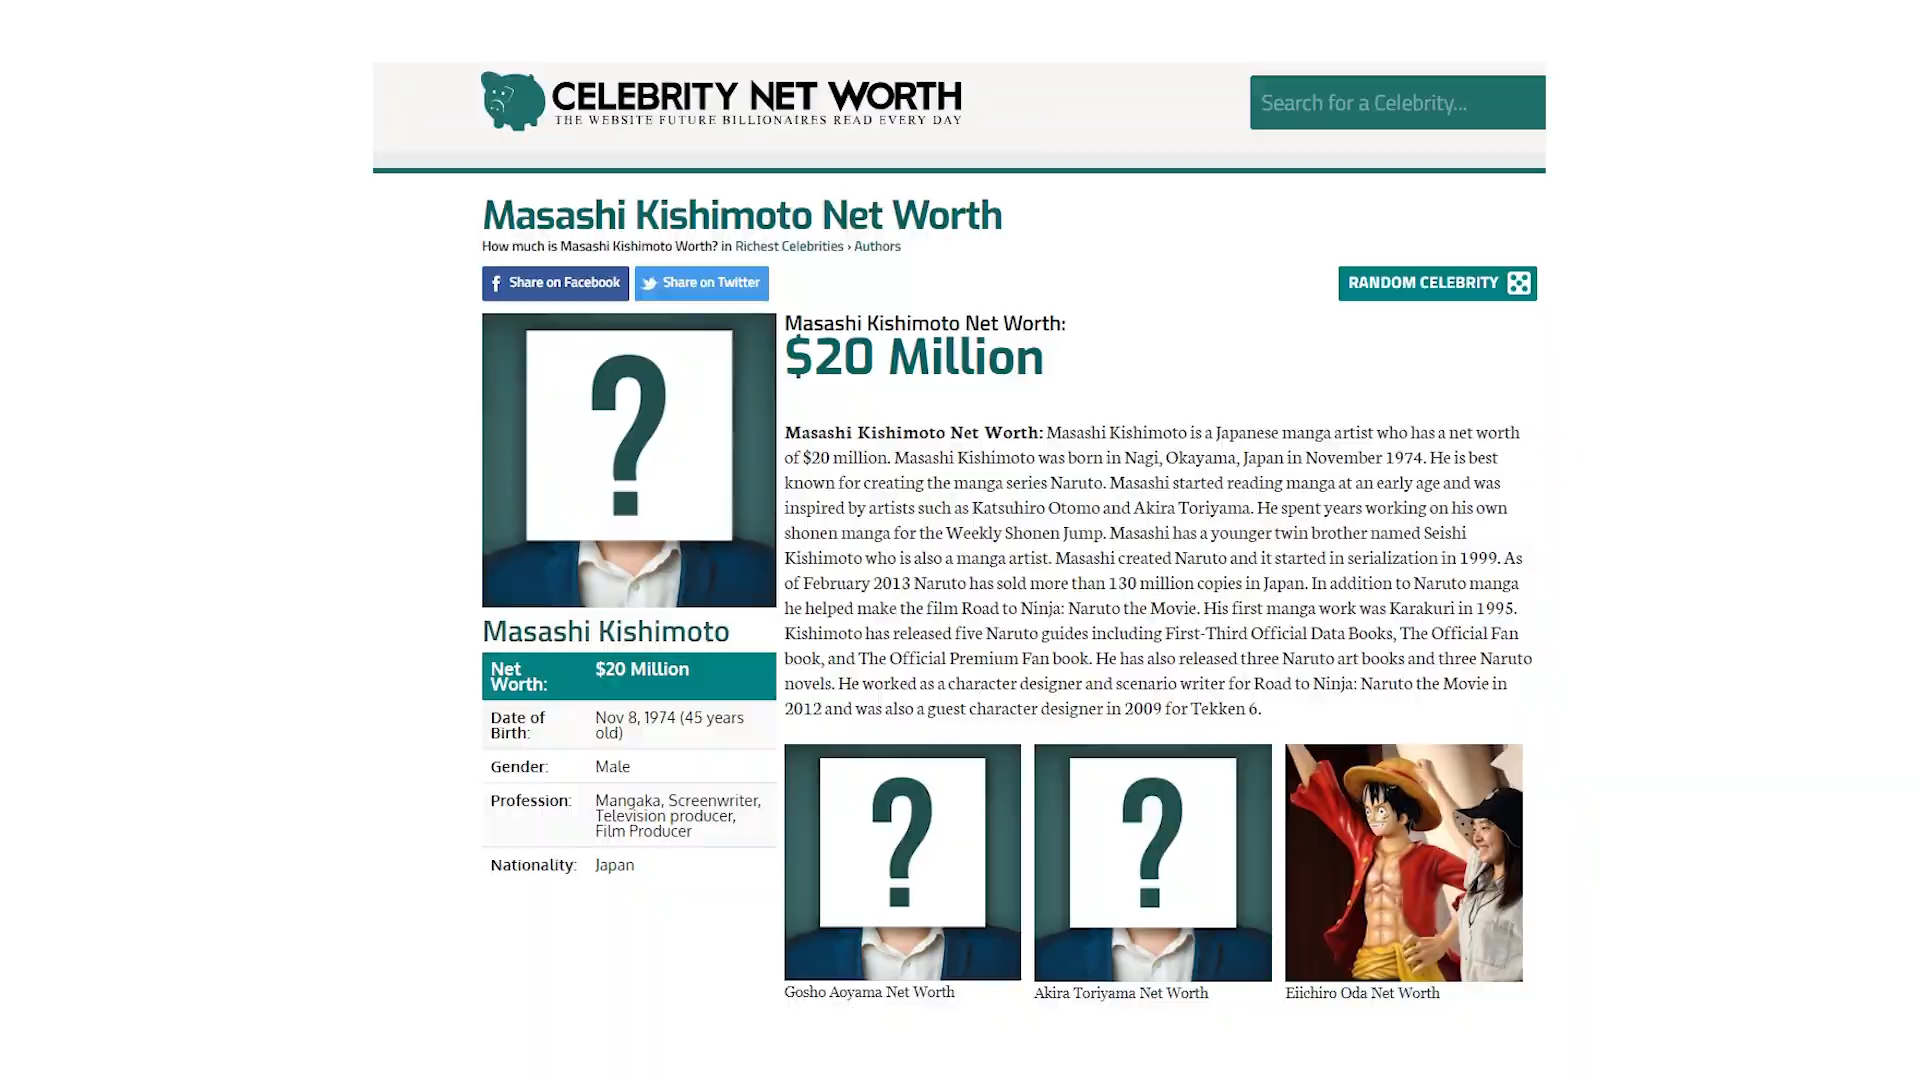 CELEBRITY NET WORTH
THE WEBSITE FUTURE BILLIONAIRES READ EVERY DAY
Search for a Celebrity...
Masashi Kishimoto Net Worth
How much is Masashi Kishimoto Worth? in Richest Celebrities › Authors
f Share on Facebook
Share on Twitter
RANDOM CELEBRITY
?
Masashi Kishimoto Net Worth:
$20 Million
Masashi Kishimoto Net Worth: Masashi Kishimoto is a Japanese manga artist who has a net worth
of $20 million. Masashi Kishimoto was born in Nagi, Okayama, Japan in November 1974. He is best
known for creating the manga series Naruto. Masashi started reading manga at an early age and was
inspired by artists such as Katsuhiro Otomo and Akira Toriyama. He spent years working on his own
shonen manga for the Weekly Shonen Jump. Masashi has a younger twin brother named Seishi
Kishimoto who is also a manga artist. Masashi created Naruto and it started in serialization in 1999. As
of February 2013 Naruto has sold more than 130 million copies in Japan. In addition to Naruto manga
he helped make the film Road to Ninja: Naruto the Movie. His first manga work was Karakuri in 1995.
Kishimoto has released five Naruto guides including First-Third Official Data Books, The Official Fan
book, and The Official Premium Fan book. He has also released three Naruto art books and three Naruto
novels. He worked as a character designer and scenario writer for Road to Ninja: Naruto the Movie in
2012 and was also a guest character designer in 2009 for Tekken 6.
Masashi Kishimoto
Net
Worth:
$20 Million
Date of
Birth:
Nov 8, 1974 (45 years
old)
Gender:
Male
Profession:
Mangaka, Screenwriter,
Television producer,
Film Producer
Nationality:
Japan
?
?
Gosho Aoyama Net Worth
Akira Toriyama Net Worth
Eiichiro Oda Net Worth